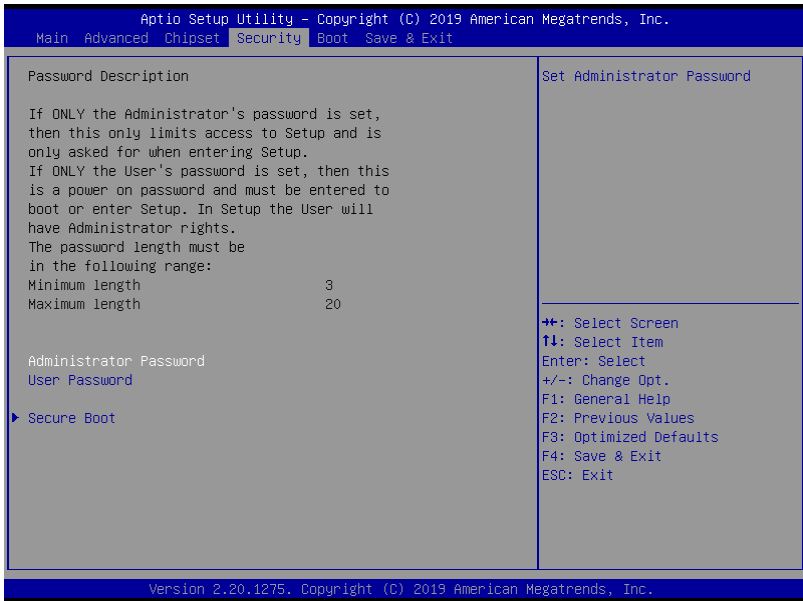 Aptio Setup Utility – Copyright (C) 2019 American Megatrends, Inc.
Main Advanced Chipset Security Boot Save & Exit
Password Description
If ONLY the Administrator's password is set,
then this only limits access to Setup and is
only asked for when entering Setup.
If ONLY the User's password is set, then this
is a power on password and must be entered to
boot or enter Setup. In Setup the User will
have Administrator rights.
The password length must be
in the following range:
Minimum length 3
Maximum length 20
Administrator Password
User Password
Secure Boot
Set Administrator Password
→←: Select Screen
↑↓: Select Item
Enter: Select
+/-: Change Opt.
F1: General Help
F2: Previous Values
F3: Optimized Defaults
F4: Save & Exit
ESC: Exit
Version 2.20.1275. Copyright (C) 2019 American Megatrends, Inc.